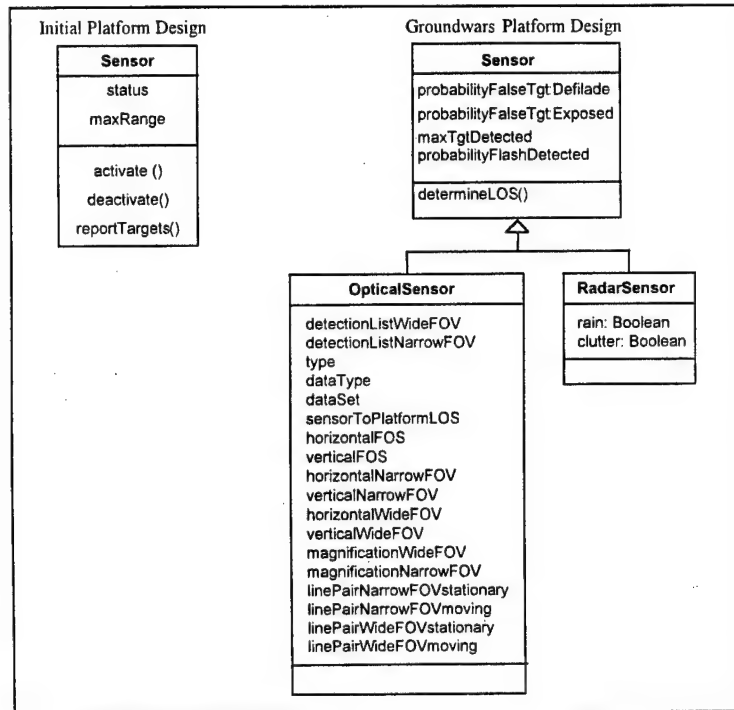 Initial Platform Design
Sensor
status
maxRange
activate ()
deactivate()
reportTargets()
Groundwars Platform Design
Sensor
probabilityFalseTgt Defilade
probabilityFalseTgt Exposed
maxTgtDetected
probabilityFlashDetected
determineLOS()
OpticalSensor
detectionListWideFOV
detectionListNarrowFOV
type
dataType
dataSet
sensorToPlatformLOS
horizontalFOS
verticalFOS
horizontalNarrowFOV
verticalNarrowFOV
horizontalWideFOV
verticalWideFOV
magnificationWideFOV
magnificationNarrowFOV
linePairNarrowFOVstationary
linePairNarrowFOVmoving
linePairWideFOVstationary
linePairWideFOVmoving
RadarSensor
rain: Boolean
clutter: Boolean